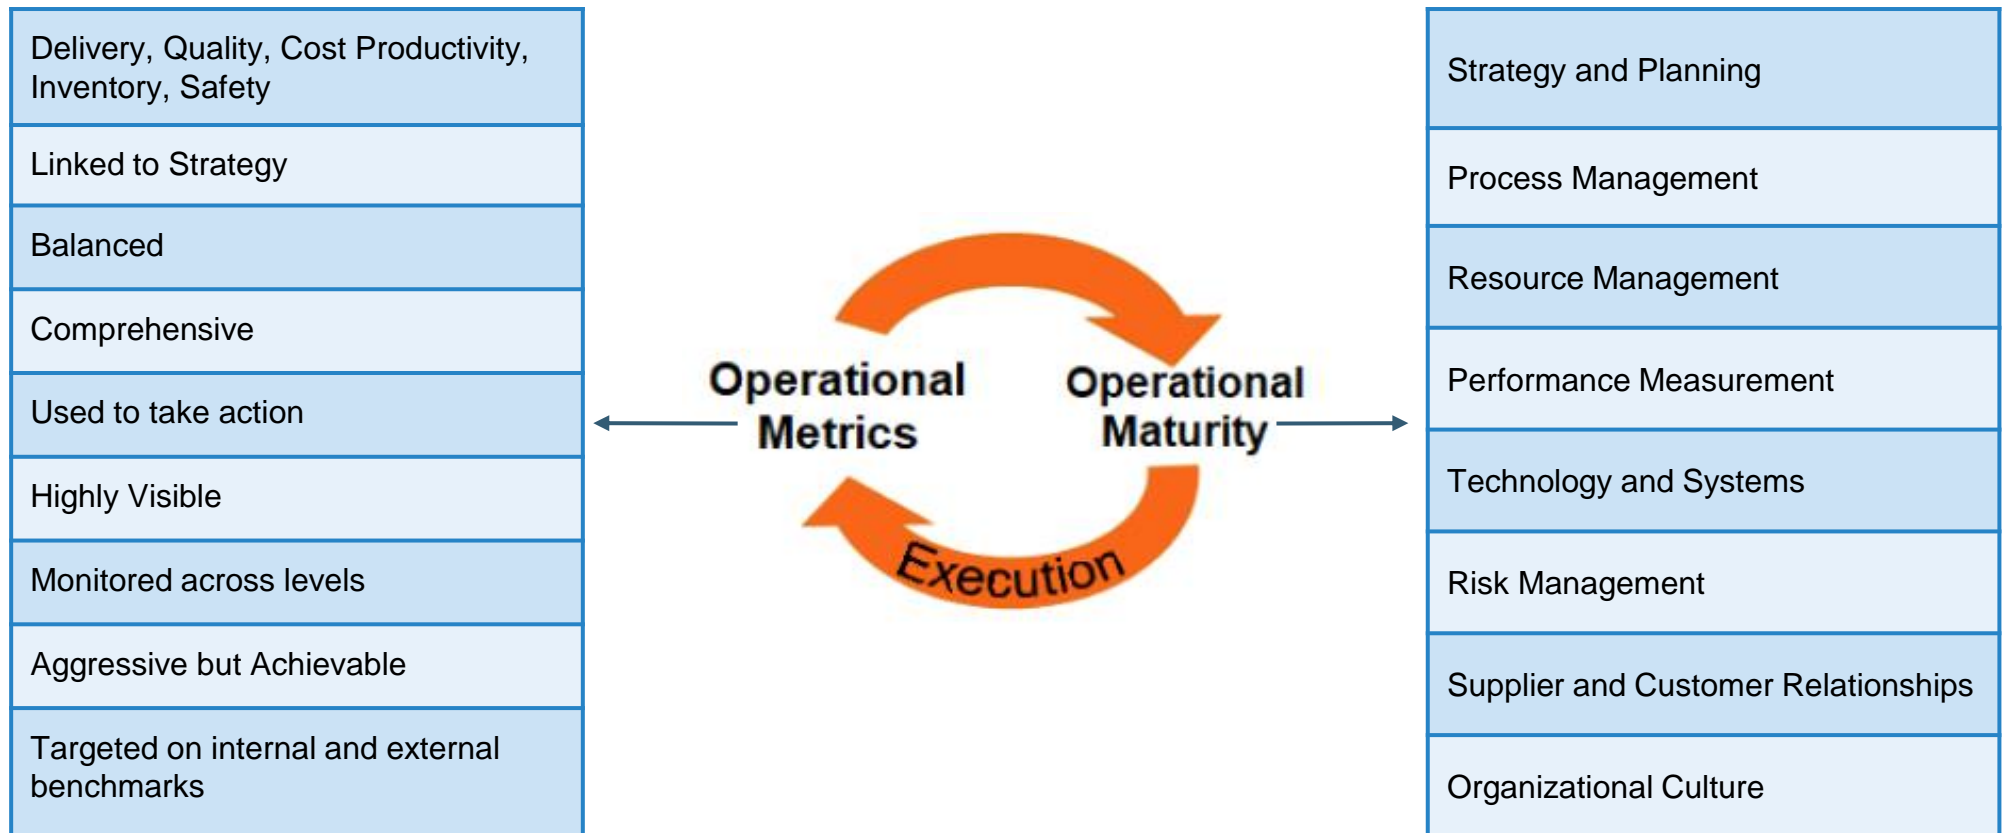 Delivery, Quality, Cost Productivity,
Inventory, Safety
Linked to Strategy
Balanced
Comprehensive
Used to take action
Highly Visible
Monitored across levels
Aggressive but Achievable
Targeted on internal and external
benchmarks
Operational
Metrics
Operational
Maturity
Execution
Strategy and Planning
Process Management
Resource Management
Performance Measurement
Technology and Systems
Risk Management
Supplier and Customer Relationships
Organizational Culture